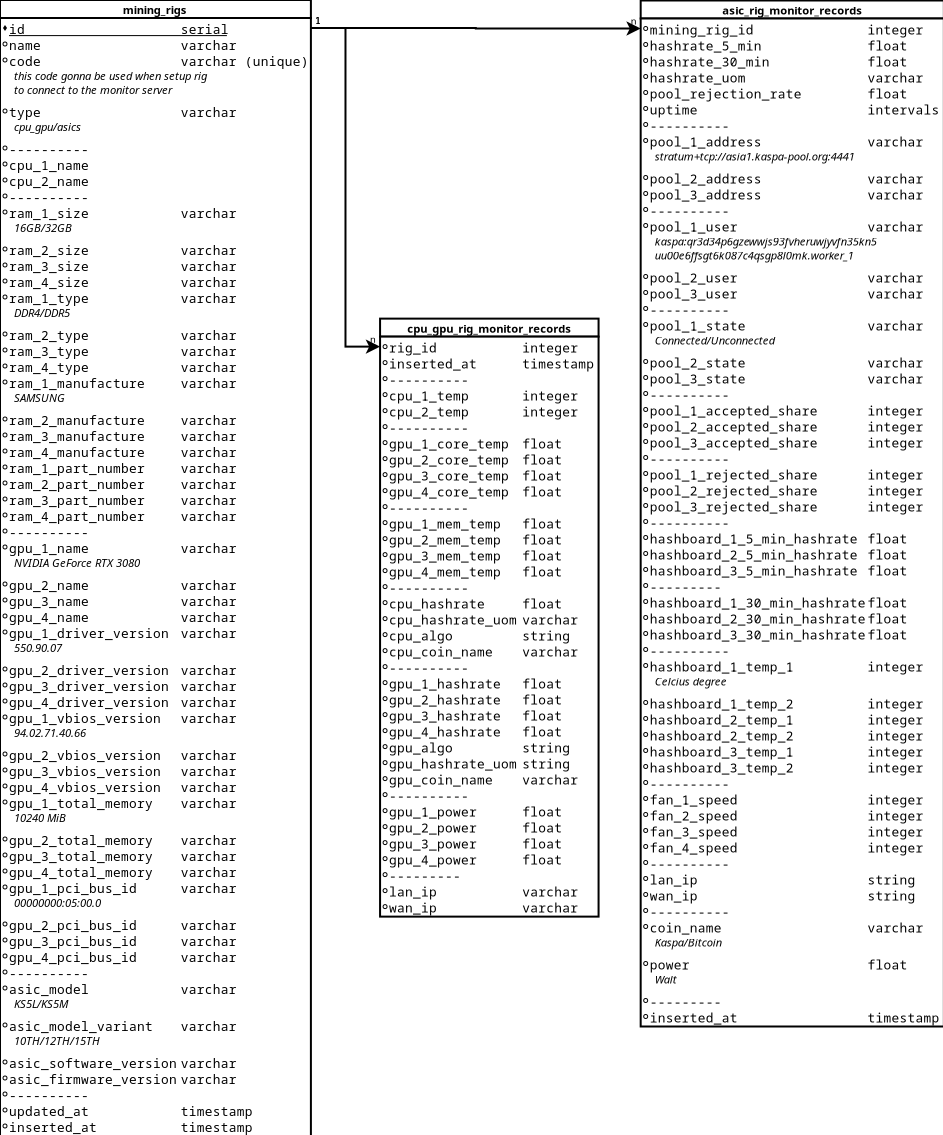 mining_rigs
id serial
name varchar
code varchar (unique)
this code gonna be used when setup rig
to connect to the monitor server
type varchar
cpu_gpu/asics
----------
cpu_1_name
cpu_2_name
----------
ram_1_size varchar
16GB/32GB
ram_2_size varchar
ram_3_size varchar
ram_4_size varchar
ram_1_type varchar
DDR4/DDR5
ram_2_type varchar
ram_3_type varchar
ram_4_type varchar
ram_1_manufacture varchar
SAMSUNG
ram_2_manufacture varchar
ram_3_manufacture varchar
ram_4_manufacture varchar
ram_1_part_number varchar
ram_2_part_number varchar
ram_3_part_number varchar
ram_4_part_number varchar
----------
gpu_1_name varchar
NVIDIA GeForce RTX 3080
gpu_2_name varchar
gpu_3_name varchar
gpu_4_name varchar
gpu_1_driver_version varchar
550.90.07
gpu_2_driver_version varchar
gpu_3_driver_version varchar
gpu_4_driver_version varchar
gpu_1_vbios_version varchar
94.02.71.40.66
gpu_2_vbios_version varchar
gpu_3_vbios_version varchar
gpu_4_vbios_version varchar
gpu_1_total_memory varchar
10240 MiB
gpu_2_total_memory varchar
gpu_3_total_memory varchar
gpu_4_total_memory varchar
gpu_1_pci_bus_id varchar
00000000:05:00.0
gpu_2_pci_bus_id varchar
gpu_3_pci_bus_id varchar
gpu_4_pci_bus_id varchar
----------
asic_model varchar
KS5L/KS5M
asic_model_variant varchar
10TH/12TH/15TH
asic_software_version varchar
asic_firmware_version varchar
----------
updated_at timestamp
inserted_at timestamp
1
n
n
cpu_gpu_rig_monitor_records
rig_id integer
inserted_at timestamp
----------
cpu_1_temp integer
cpu_2_temp integer
----------
gpu_1_core_temp float
gpu_2_core_temp float
gpu_3_core_temp float
gpu_4_core_temp float
----------
gpu_1_mem_temp float
gpu_2_mem_temp float
gpu_3_mem_temp float
gpu_4_mem_temp float
----------
cpu_hashrate float
cpu_hashrate_uom varchar
cpu_algo string
cpu_coin_name varchar
----------
gpu_1_hashrate float
gpu_2_hashrate float
gpu_3_hashrate float
gpu_4_hashrate float
gpu_algo string
gpu_hashrate_uom string
gpu_coin_name varchar
----------
gpu_1_power float
gpu_2_power float
gpu_3_power float
gpu_4_power float
---------
lan_ip varchar
wan_ip varchar
asic_rig_monitor_records
mining_rig_id integer
hashrate_5_min float
hashrate_30_min float
hashrate_uom varchar
pool_rejection_rate float
uptime intervals
----------
pool_1_address varchar
stratum+tcp://asia1.kaspa-pool.org:4441
pool_2_address varchar
pool_3_address varchar
----------
pool_1_user varchar
kaspa:qr3d34p6gzewwjs93fvheruwjyvfn35kn5
uu00e6ffsgt6k087c4qsgp8l0mk.worker_1
pool_2_user varchar
pool_3_user varchar
----------
pool_1_state varchar
Connected/Unconnected
pool_2_state varchar
pool_3_state varchar
----------
pool_1_accepted_share integer
pool_2_accepted_share integer
pool_3_accepted_share integer
----------
pool_1_rejected_share integer
pool_2_rejected_share integer
pool_3_rejected_share integer
----------
hashboard_1_5_min_hashrate float
hashboard_2_5_min_hashrate float
hashboard_3_5_min_hashrate float
---------
hashboard_1_30_min_hashrate float
hashboard_2_30_min_hashrate float
hashboard_3_30_min_hashrate float
----------
hashboard_1_temp_1 integer
Celcius degree
hashboard_1_temp_2 integer
hashboard_2_temp_1 integer
hashboard_2_temp_2 integer
hashboard_3_temp_1 integer
hashboard_3_temp_2 integer
----------
fan_1_speed integer
fan_2_speed integer
fan_3_speed integer
fan_4_speed integer
----------
lan_ip string
wan_ip string
----------
coin_name varchar
Kaspa/Bitcoin
power float
Walt
---------
inserted_at timestamp